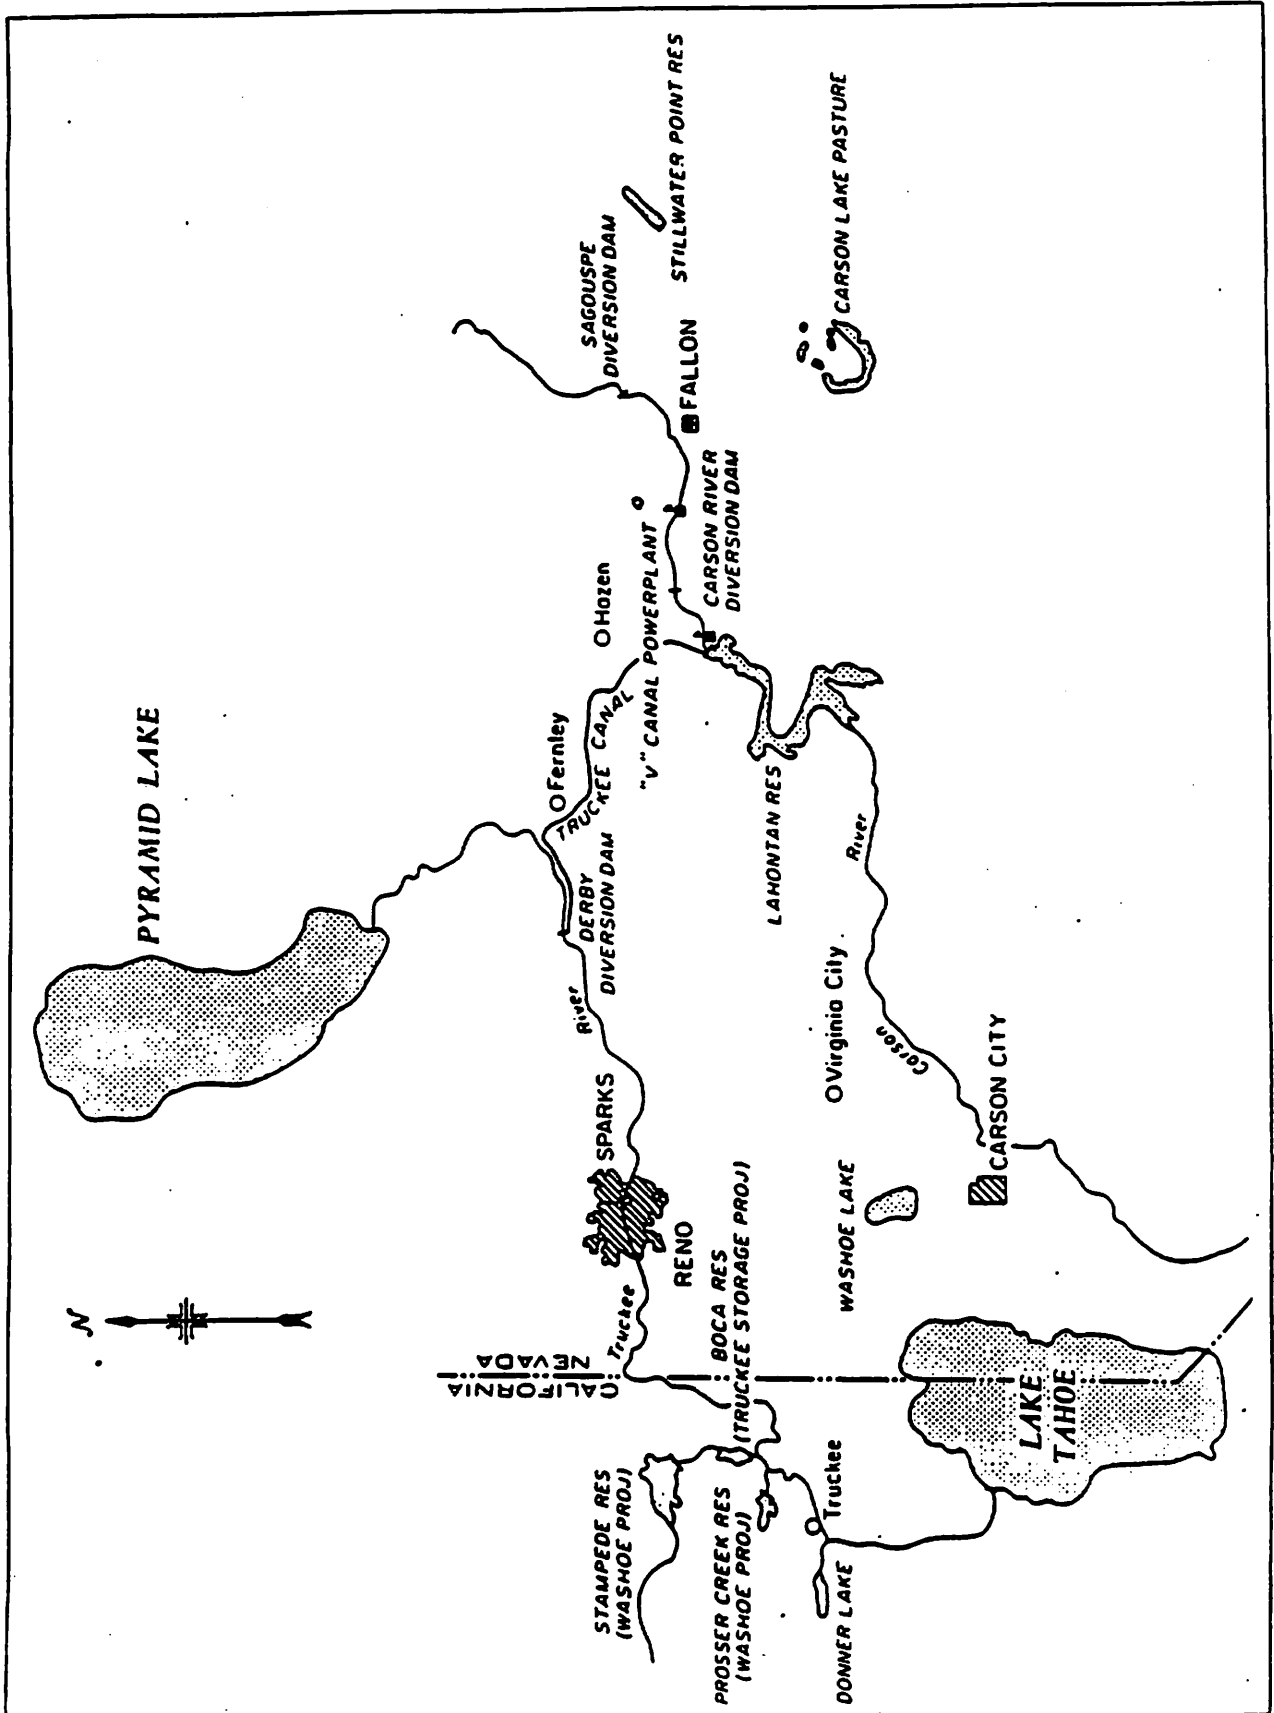 PYRAMID LAKE
N
CALIFORNIA
NEVADA
STAMPEDE RES
(WASHOE PROJ)
PROSSER CREEK RES
(WASHOE PROJ)
DONNER LAKE
Truckee
BOCA RES
(TRUCKEE STORAGE PROJ)
LAKE
TAHOE
Truckee
River
RENO
SPARKS
WASHOE LAKE
CARSON CITY
Virginia City
Carson
River
DERBY
DIVERSION DAM
Fernley
TRUCKEE CANAL
Hazen
"V" CANAL POWERPLANT
LAHONTAN RES
CARSON RIVER
DIVERSION DAM
FALLON
SAGOUSPE
DIVERSION DAM
STILLWATER POINT RES
CARSON LAKE PASTURE